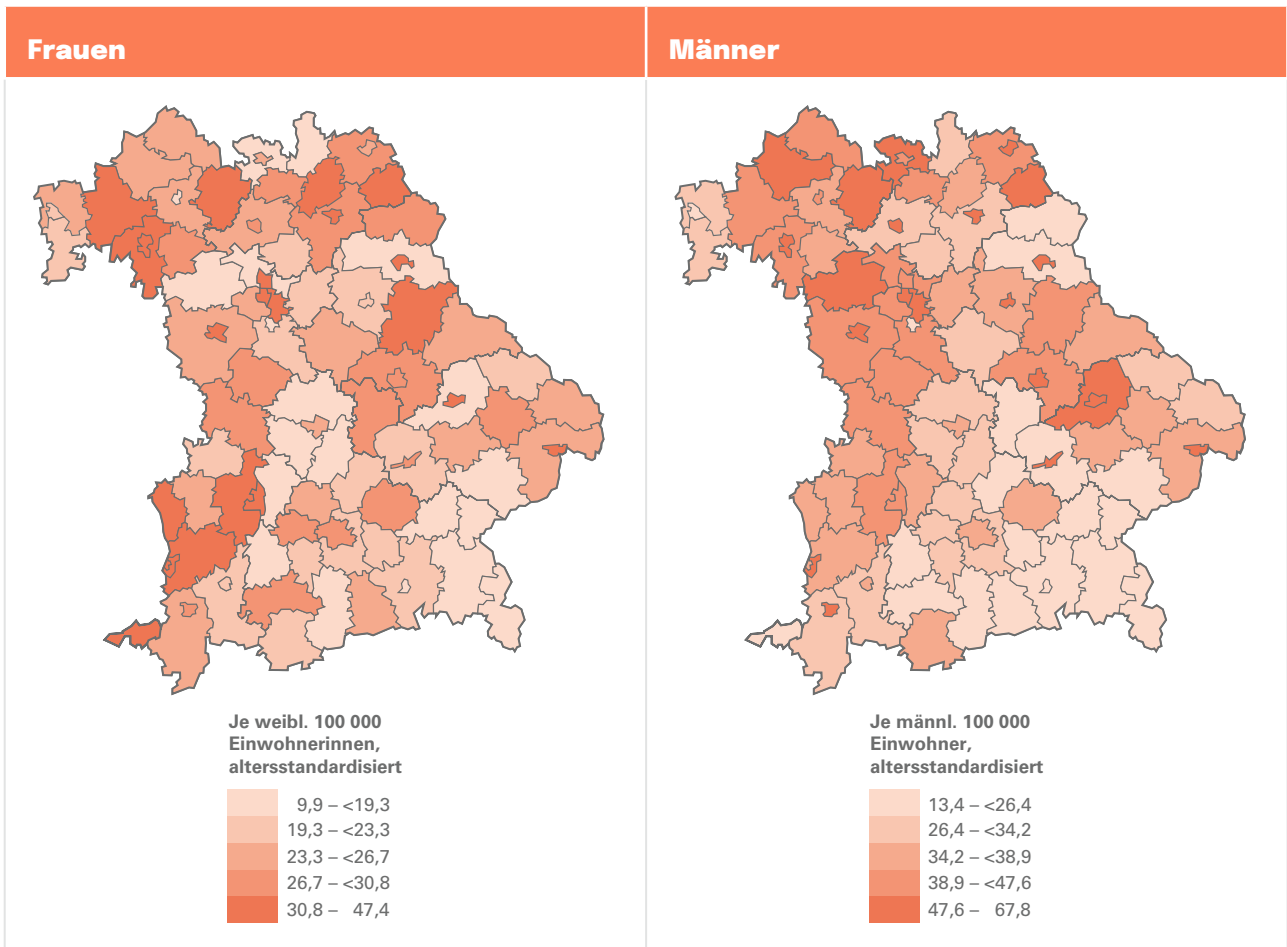 Frauen
Männer
Je weibl. 100 000
Einwohnerinnen,
altersstandardisiert
9,9 – <19,3
19,3 – <23,3
23,3 – <26,7
26,7 – <30,8
30,8 – 47,4
Je männl. 100 000
Einwohner,
altersstandardisiert
13,4 – <26,4
26,4 – <34,2
34,2 – <38,9
38,9 – <47,6
47,6 – 67,8